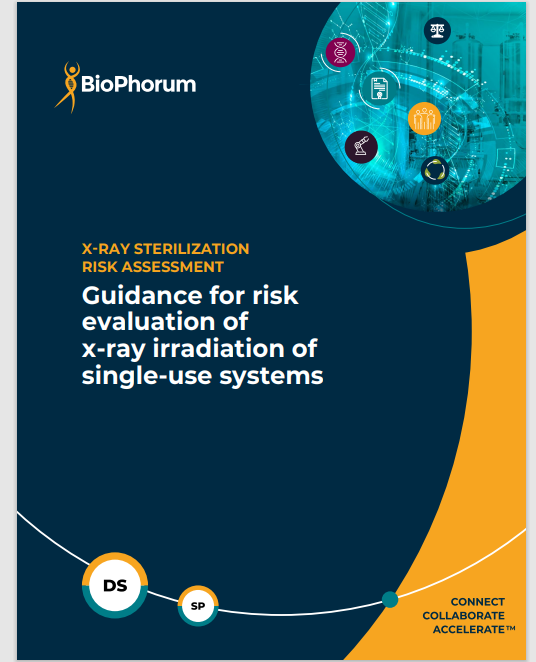 BioPhorum
X-RAY STERILIZATION
RISK ASSESSMENT
Guidance for risk
evaluation of
x-ray irradiation of
single-use systems
DS
SP
CONNECT
COLLABORATE
ACCELERATE™